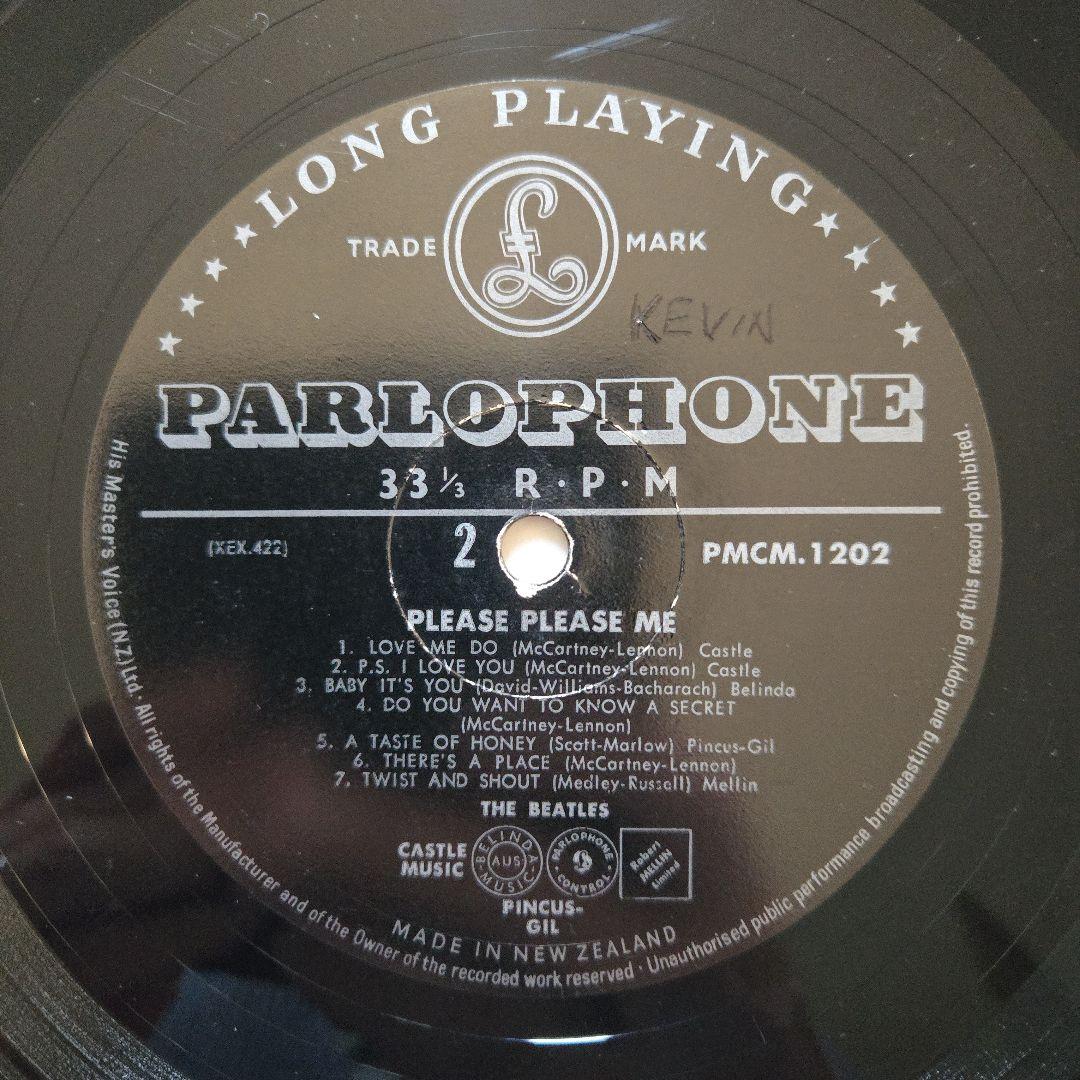 LONG PLAYING
TRADE MARK
£
KEVIN
PARLOPHONE
33⅓ R·P·M
(XEX.422) 2 PMCM.1202
PLEASE PLEASE ME
1. LOVE ME DO (McCartney-Lennon) Castle
2. P.S. I LOVE YOU (McCartney-Lennon) Castle
3. BABY IT'S YOU (David-Williams-Bacharach) Belinda
4. DO YOU WANT TO KNOW A SECRET
(McCartney-Lennon)
5. A TASTE OF HONEY (Scott-Marlow) Pincus-Gil
6. THERE'S A PLACE (McCartney-Lennon)
7. TWIST AND SHOUT (Medley-Russell) Mellin
THE BEATLES
CASTLE MUSIC
BELINDA AUS MUSIC
PARLOPHONE £ CONTROL
Robert MELLIN Limited
PINCUS-
GIL
MADE IN NEW ZEALAND
His Master's Voice (NZ) Ltd · All rights of the Manufacturer and of the Owner of the recorded work reserved · Unauthorised public performance broadcasting and copying of this record prohibited.